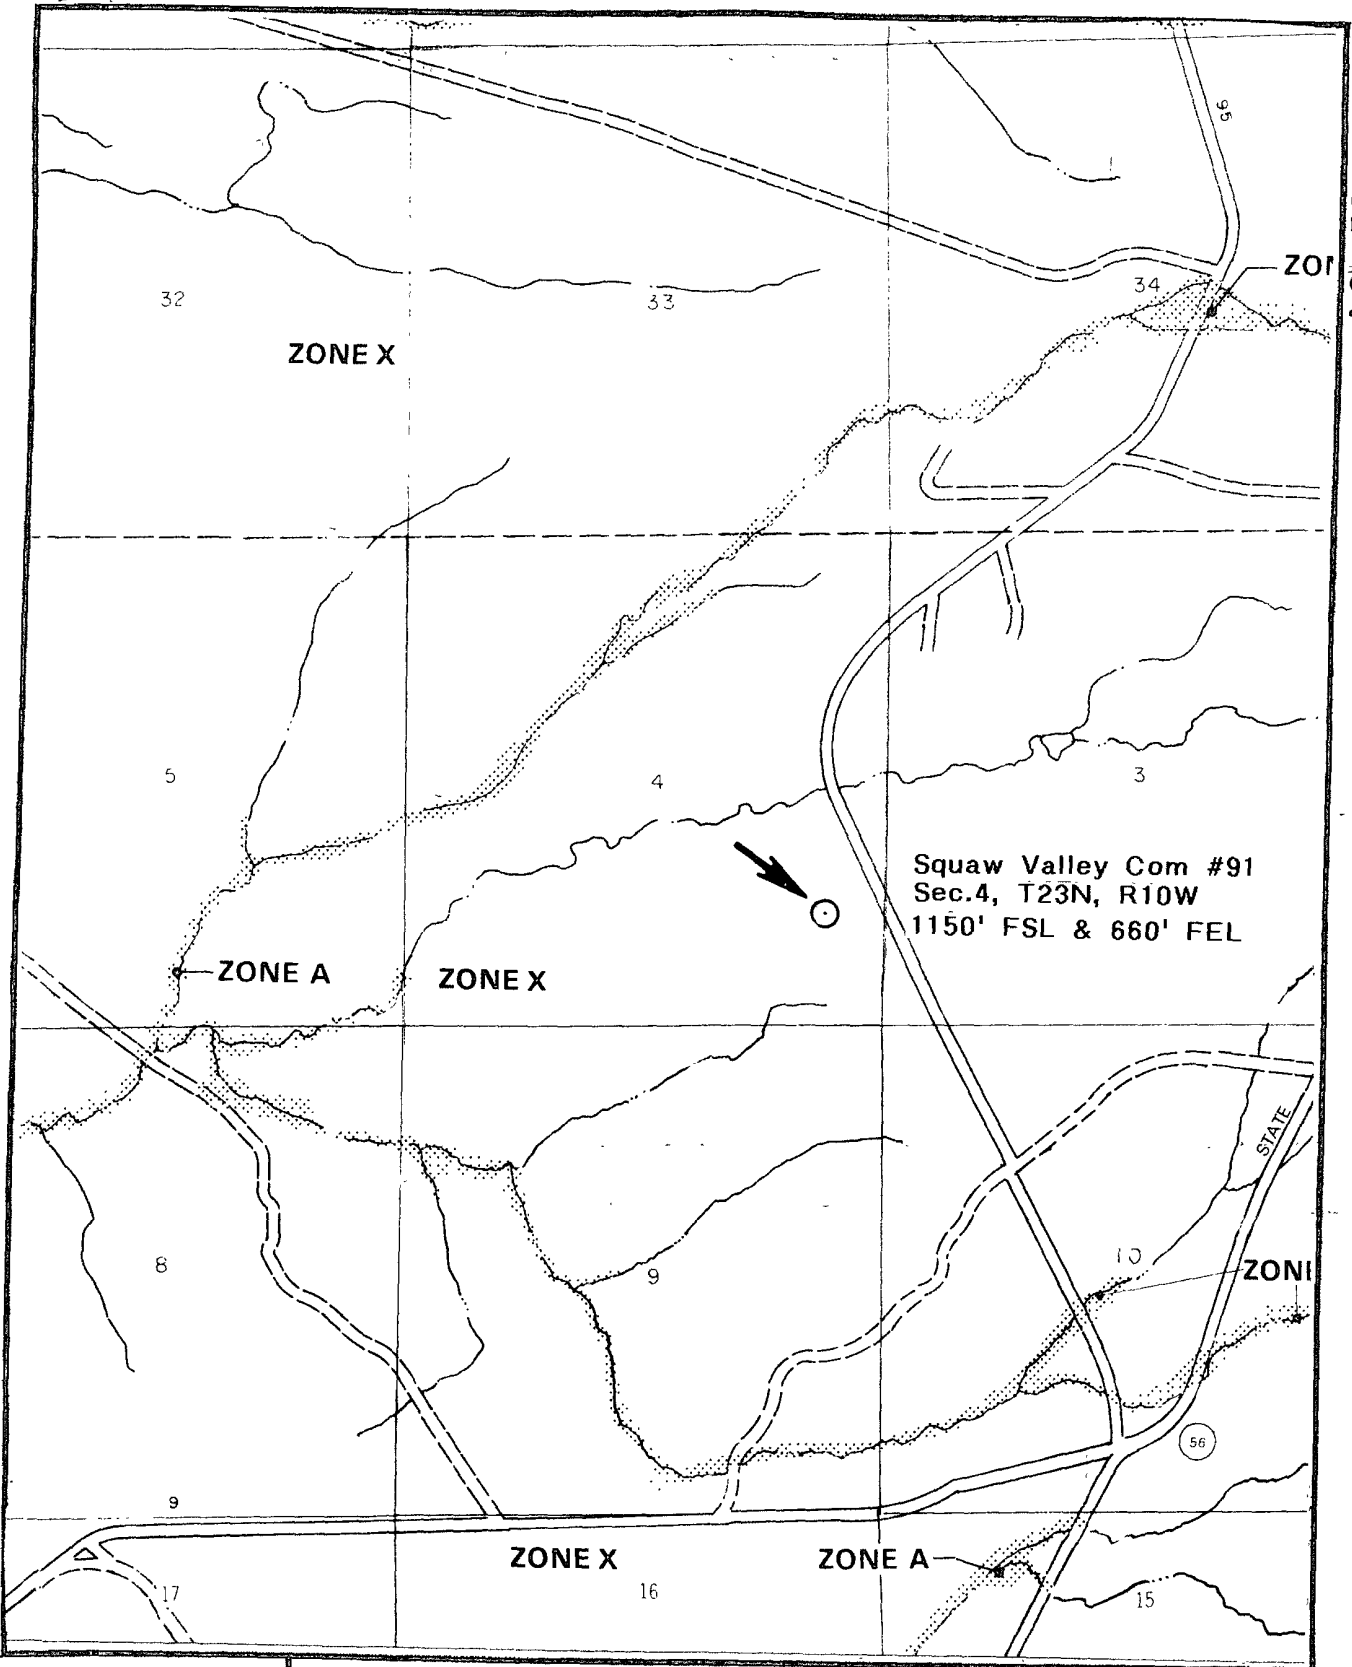 95
ZON
32
33
34
ZONE X
5
4
3
Squaw Valley Com #91
Sec.4, T23N, R10W
1150' FSL & 660' FEL
ZONE A
ZONE X
STATE
8
9
10
ZONE
56
9
ZONE X
ZONE A
17
16
15